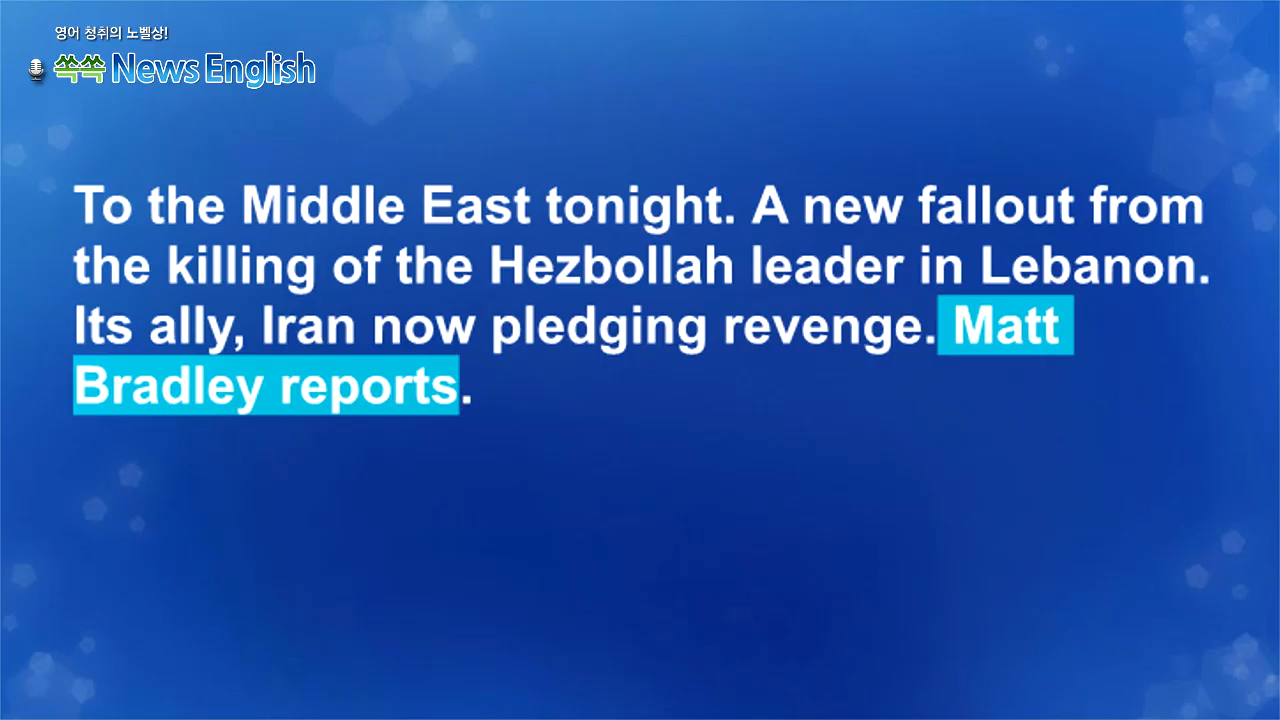 영어 청취의 노벨상!
쏙쏙 News English
To the Middle East tonight. A new fallout from
the killing of the Hezbollah leader in Lebanon.
Its ally, Iran now pledging revenge. Matt
Bradley reports.